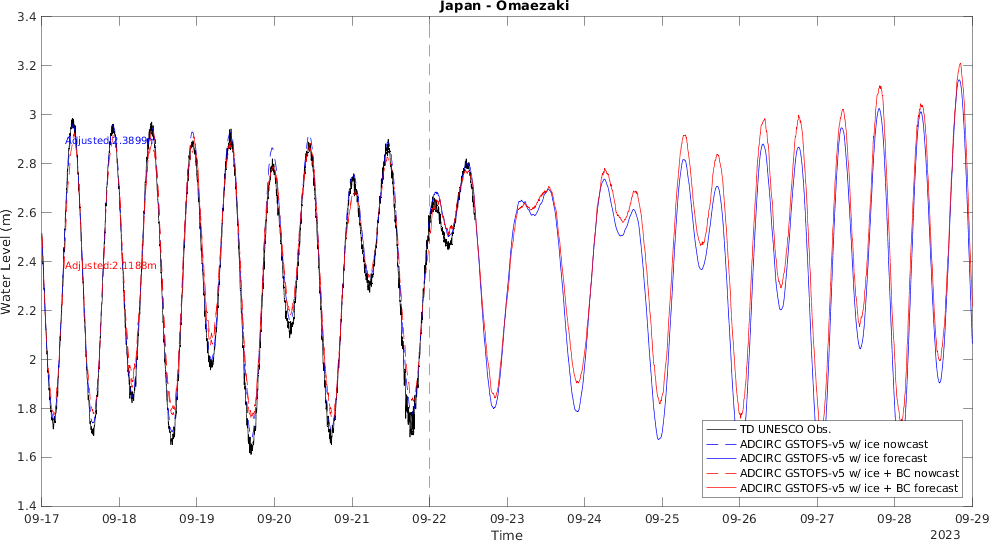 Japan - Omaezaki
Water Level (m)
3.4
3.2
3
2.8
2.6
2.4
2.2
2
1.8
1.6
1.4
Adjusted:2.3899m
Adjusted:2.1188m
TD UNESCO Obs.
ADCIRC GSTOFS-v5 w/ ice nowcast
ADCIRC GSTOFS-v5 w/ ice forecast
ADCIRC GSTOFS-v5 w/ ice + BC nowcast
ADCIRC GSTOFS-v5 w/ ice + BC forecast
09-17 09-18 09-19 09-20 09-21 09-22 09-23 09-24 09-25 09-26 09-27 09-28 09-29
Time
2023